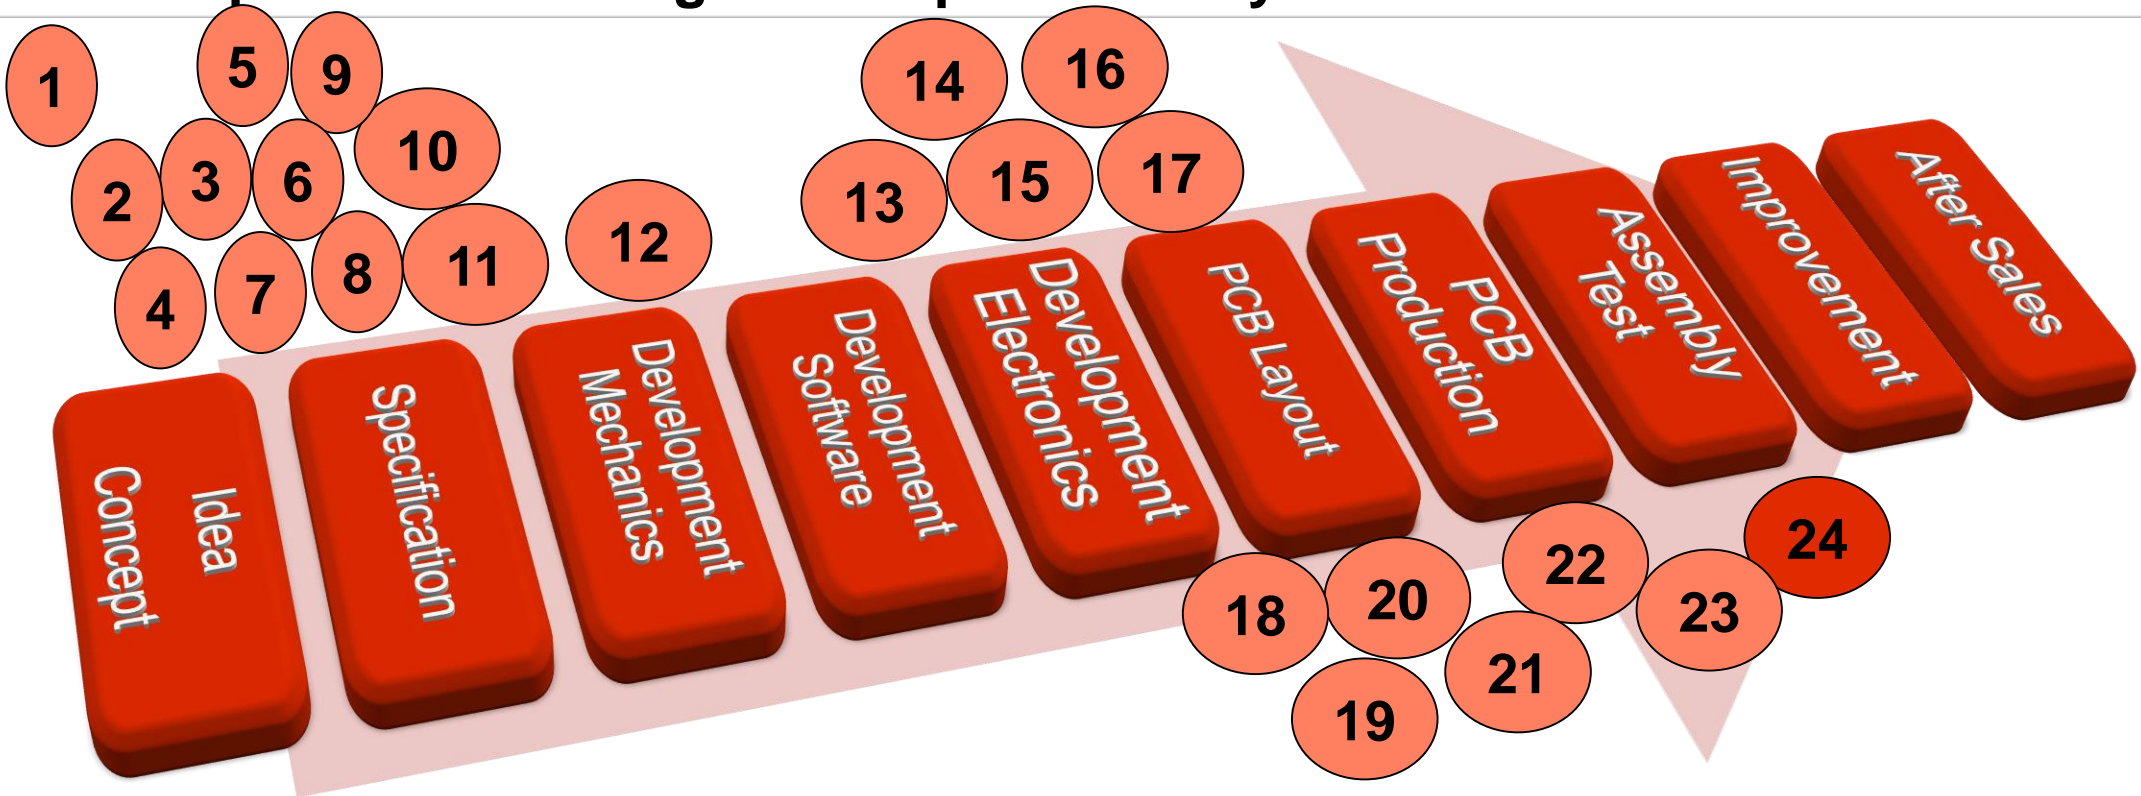 1
2
3
4
5
6
7
8
9
10
11
12
13
14
15
16
17
18
19
20
21
22
23
24
Idea
Concept
Specification
Development
Mechanics
Development
Software
Development
Electronics
PCB Layout
PCB
Production
Assembly
Test
Improvement
After Sales